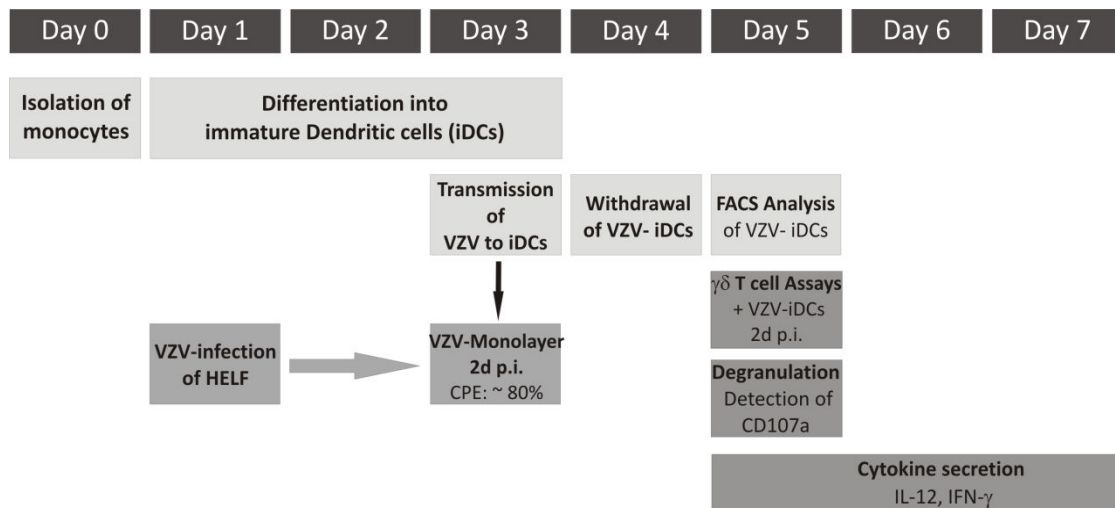 Day 0 Day 1 Day 2 Day 3 Day 4 Day 5 Day 6 Day 7
Isolation of
monocytes
Differentiation into
immature Dendritic cells (iDCs)
Transmission
of
VZV to iDCs
Withdrawal
of VZV- iDCs
FACS Analysis
of VZV- iDCs
γδ T cell Assays
+ VZV-iDCs
2d p.i.
VZV-infection
of HELF
VZV-Monolayer
2d p.i.
CPE: ~ 80%
Degranulation
Detection of
CD107a
Cytokine secretion
IL-12, IFN-γ